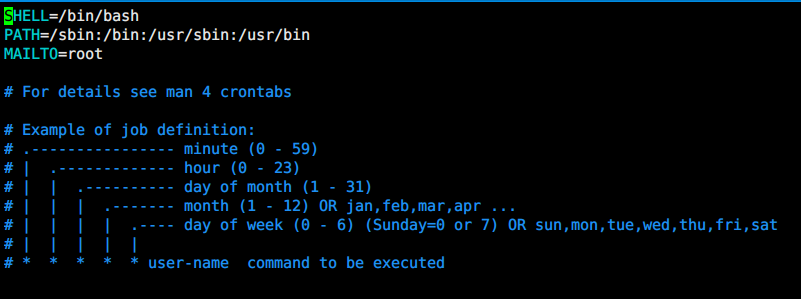 SHELL=/bin/bash
PATH=/sbin:/bin:/usr/sbin:/usr/bin
MAILTO=root
# For details see man 4 crontabs
# Example of job definition:
# .---------------- minute (0 - 59)
# |  .------------- hour (0 - 23)
# |  |  .---------- day of month (1 - 31)
# |  |  |  .------- month (1 - 12) OR jan,feb,mar,apr ...
# |  |  |  |  .---- day of week (0 - 6) (Sunday=0 or 7) OR sun,mon,tue,wed,thu,fri,sat
# |  |  |  |  |
# *  *  *  *  * user-name  command to be executed